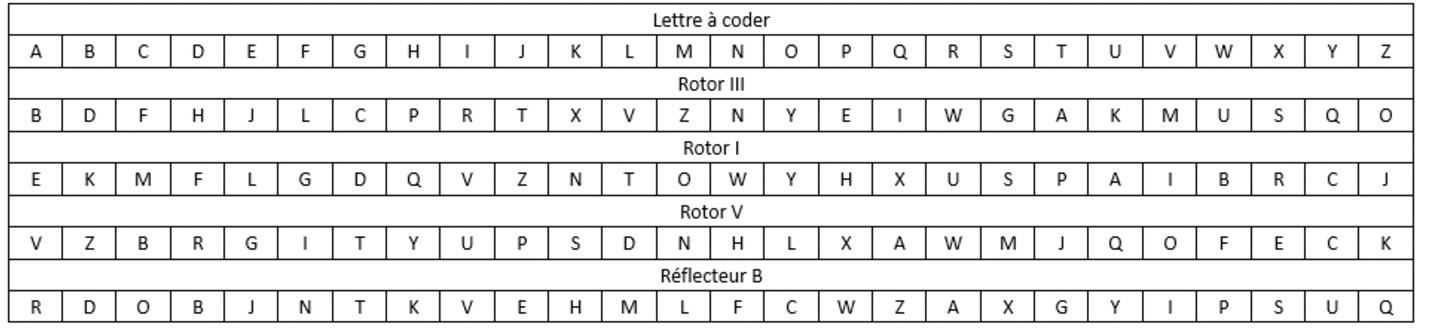 Lettre à coder
A B C D E F G H I J K L M N O P Q R S T U V W X Y Z
Rotor III
B D F H J L C P R T X V Z N Y E I W G A K M U S Q O
Rotor I
E K M F L G D Q V Z N T O W Y H X U S P A I B R C J
Rotor V
V Z B R G I T Y U P S D N H L X A W M J Q O F E C K
Réflecteur B
R D O B J N T K V E H M L F C W Z A X G Y I P S U Q